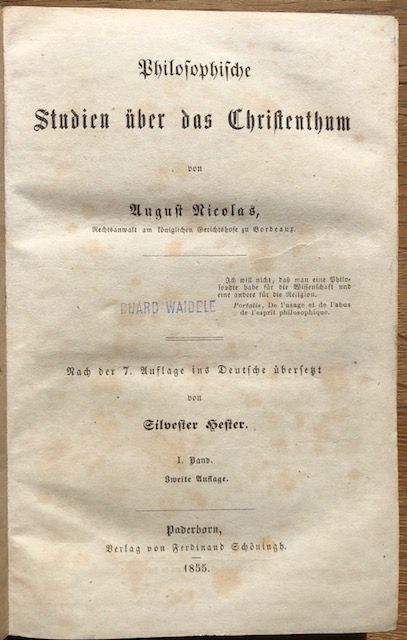 Philosophische
Studien über das Christenthum
von
August Nicolas,
Rechtsanwalt am königlichen Gerichtshofe zu Bordeaux.
Ich will nicht, daß man eine Philo-
sophie habe für die Wissenschaft und
eine andere für die Religion.
Portalis, De l'usage et de l'abus
de l'esprit philosophique.
DUARD WAIDELE
Nach der 7. Auflage ins Deutsche übersetzt
von
Silvester Hester.
I. Band.
Zweite Auflage.
Paderborn,
Verlag von Ferdinand Schöningh.
1855.